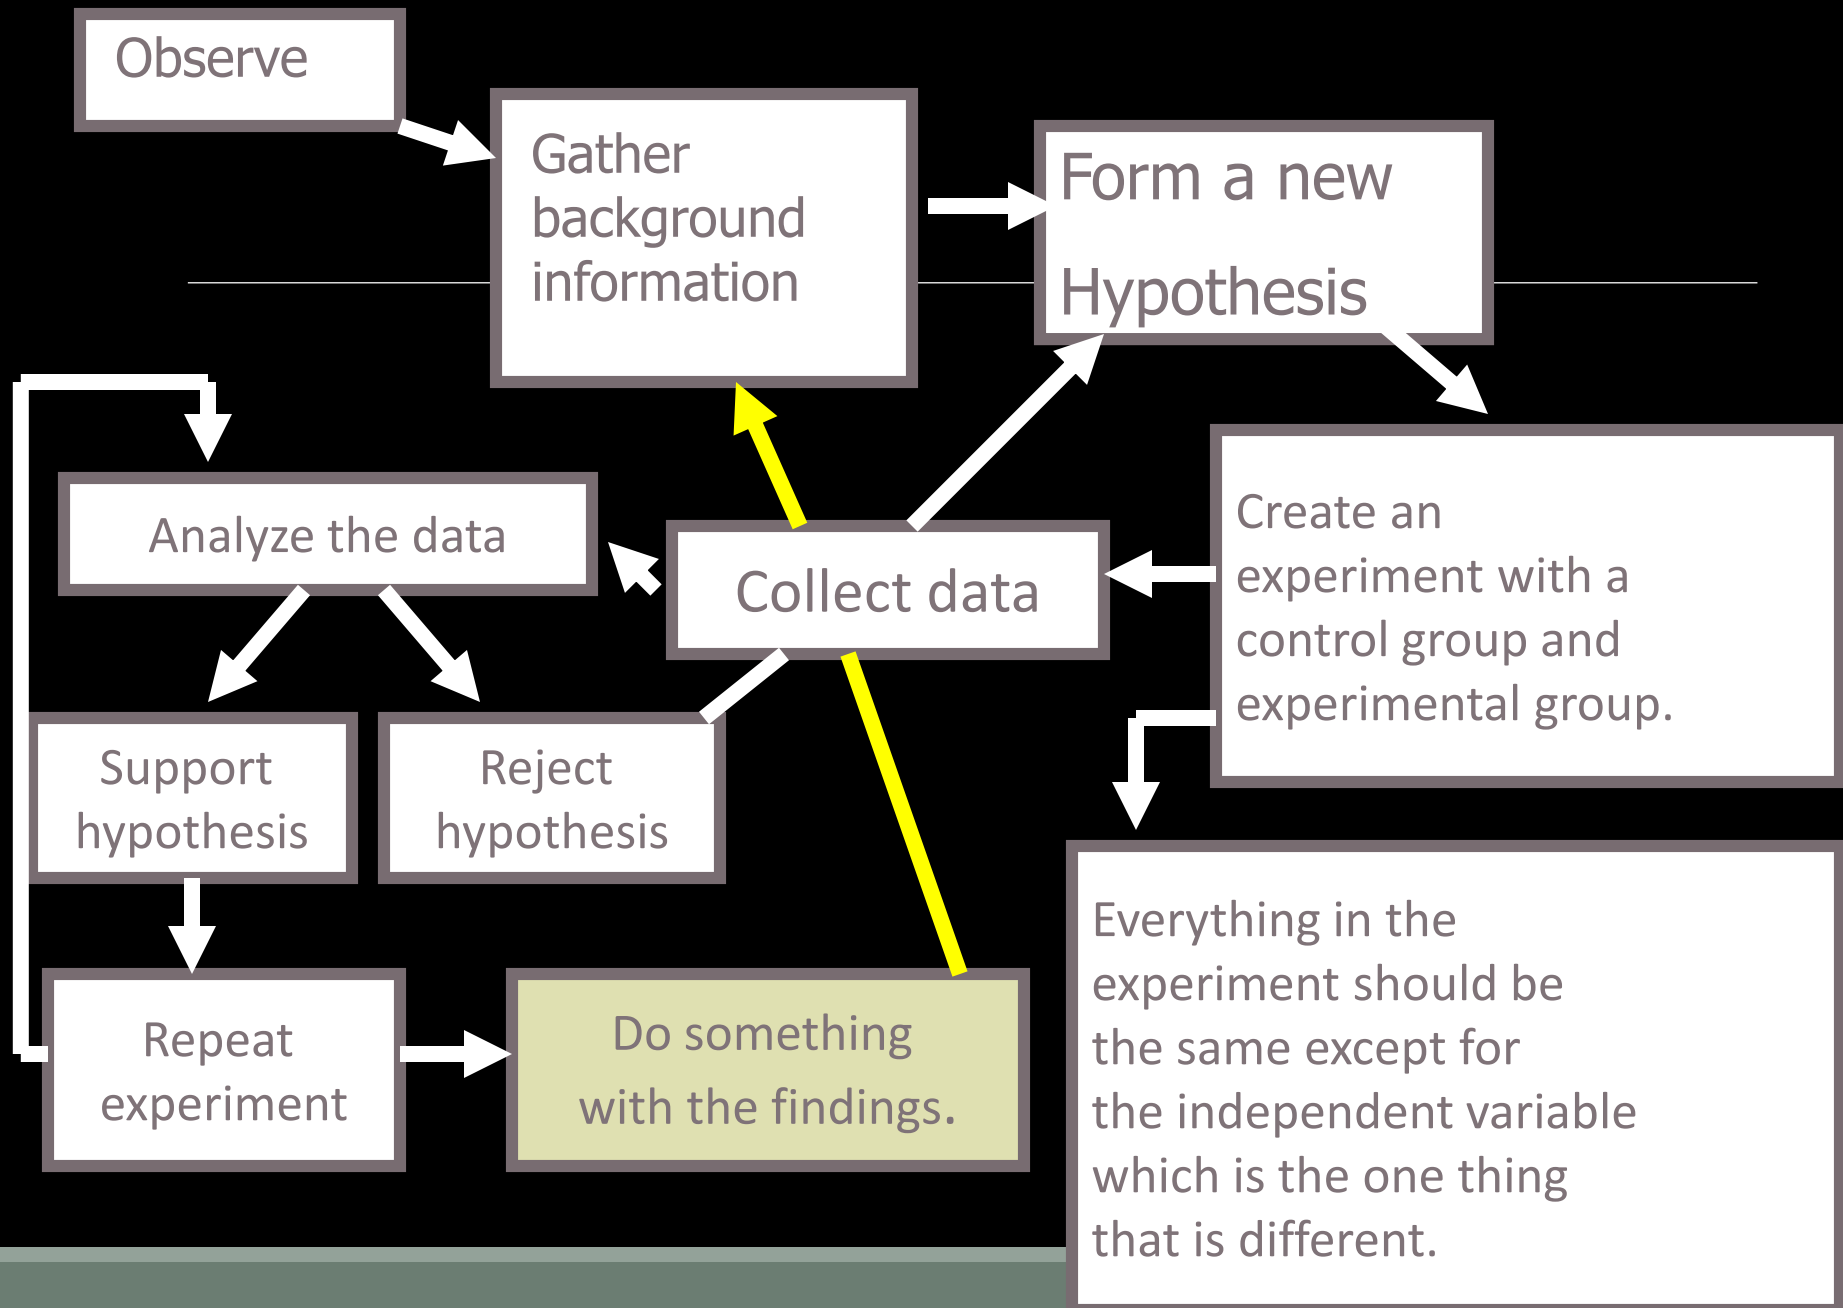 Observe
Gather
background
information
Form a new
Hypothesis
Create an
experiment with a
control group and
experimental group.
Everything in the
experiment should be
the same except for
the independent variable
which is the one thing
that is different.
Collect data
Analyze the data
Support
hypothesis
Reject
hypothesis
Repeat
experiment
Do something
with the findings.